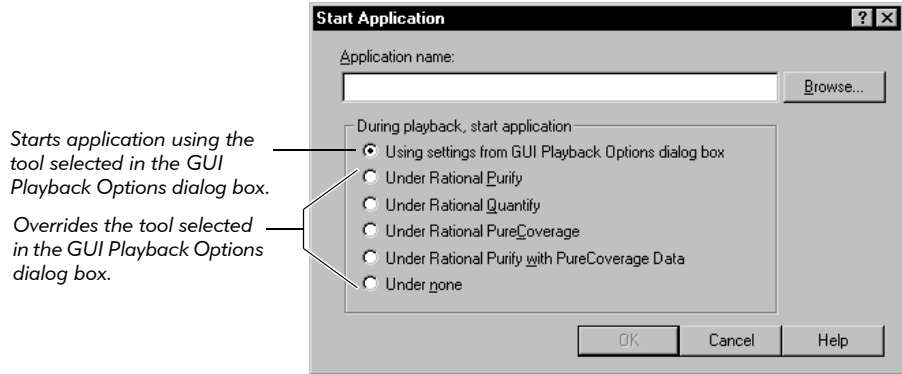 Start Application
Application name:
Browse...
During playback, start application
Using settings from GUI Playback Options dialog box
Under Rational Purify
Under Rational Quantify
Under Rational PureCoverage
Under Rational Purify with PureCoverage Data
Under none
OK
Cancel
Help
Starts application using the
tool selected in the GUI
Playback Options dialog box.
Overrides the tool selected
in the GUI Playback Options
dialog box.